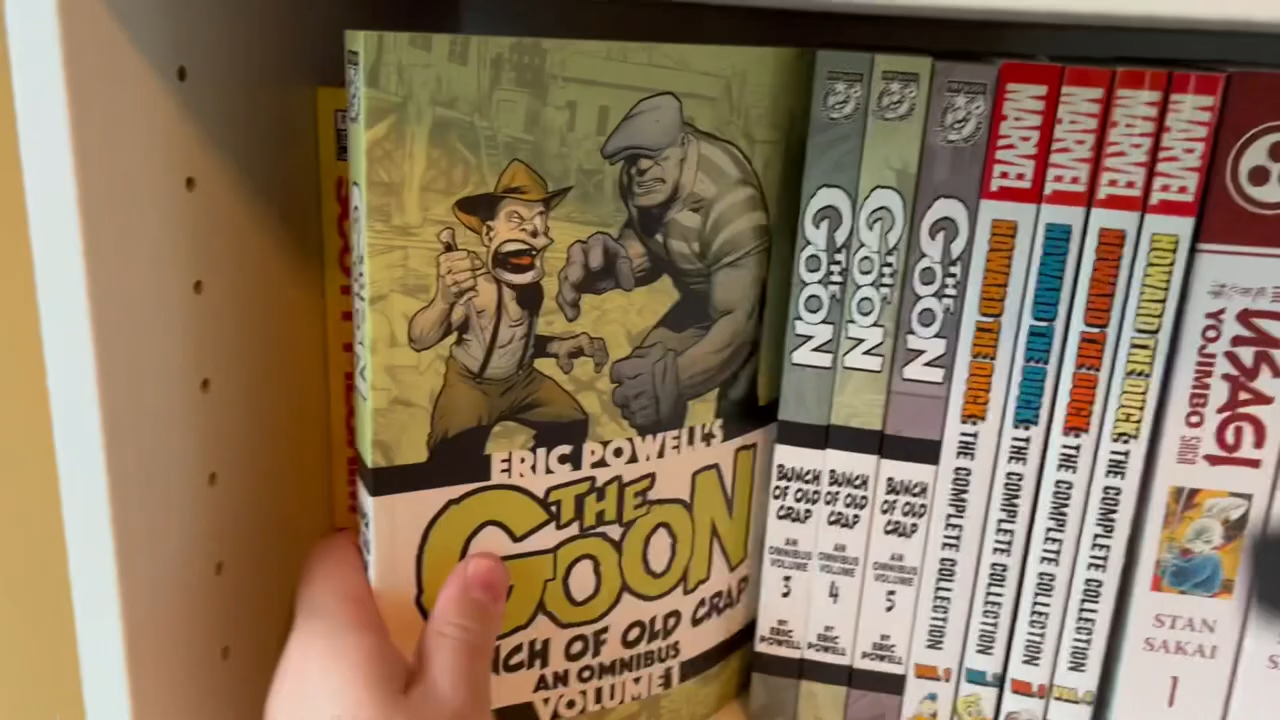 ERIC POWELL'S
THE
GOON
NCH OF OLD CRAP
AN OMNIBUS
VOLUME 1
THE
GOON
BUNCH
OF OLD
CRAP
AN
OMNIBUS
VOLUME
3
BY
ERIC
POWELL
THE
GOON
BUNCH
OF OLD
CRAP
AN
OMNIBUS
VOLUME
4
BY
ERIC
POWELL
THE
GOON
BUNCH
OF OLD
CRAP
AN
OMNIBUS
VOLUME
5
BY
ERIC
POWELL
MARVEL
HOWARD THE DUCK: THE COMPLETE COLLECTION
VOL. 1
MARVEL
HOWARD THE DUCK: THE COMPLETE COLLECTION
MARVEL
HOWARD THE DUCK: THE COMPLETE COLLECTION
MARVEL
HOWARD THE DUCK: THE COMPLETE COLLECTION
USAGI
YOJIMBO SAGA
STAN
SAKAI
1